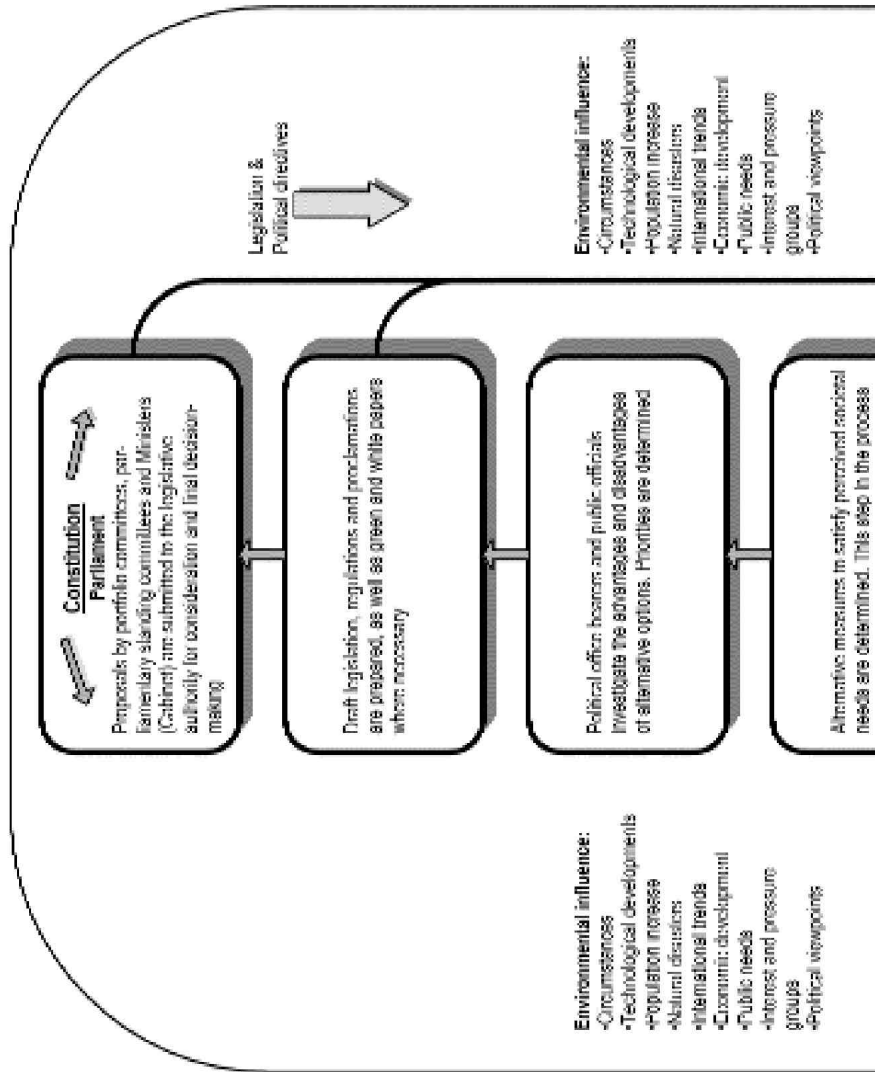 Constitution
Parliament
Proposals by portfolio committees, par-
liamentary standing committees and Ministers
(Cabinet) are submitted to the legislative
authority for consideration and final decision-
making
Legislation &
Political directives
Draft legislation, regulations and proclamations
are prepared, as well as green and white papers
where necessary
Political office bearers and public officials
investigate the advantages and disadvantages
of alternative options. Priorities are determined
Alternative measures to satisfy perceived societal
needs are determined. This step in the process
Environmental influence:
•Circumstances
•Technological developments
•Population increase
•Natural disasters
•International trends
•Economic development
•Public needs
•Interest and pressure
groups
•Political viewpoints
Environmental influence:
•Circumstances
•Technological developments
•Population increase
•Natural disasters
•International trends
•Economic development
•Public needs
•Interest and pressure
groups
•Political viewpoints